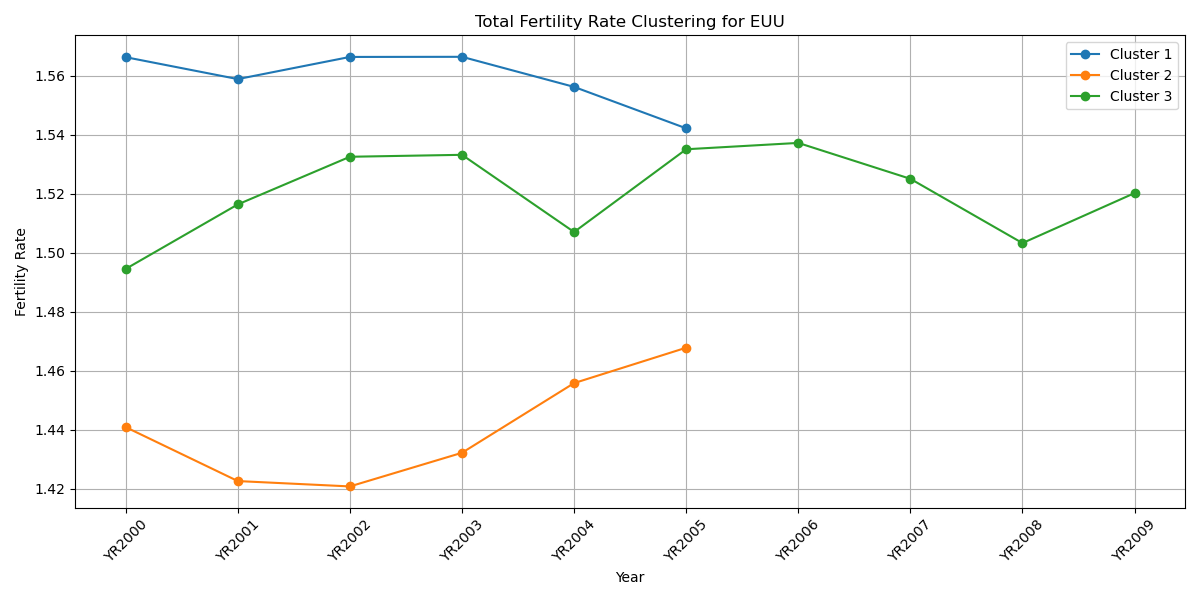 Total Fertility Rate Clustering for EUU
Cluster 1
Cluster 2
Cluster 3
Fertility Rate
1.56
1.54
1.52
1.50
1.48
1.46
1.44
1.42
YR2000
YR2001
YR2002
YR2003
YR2004
YR2005
YR2006
YR2007
YR2008
YR2009
Year